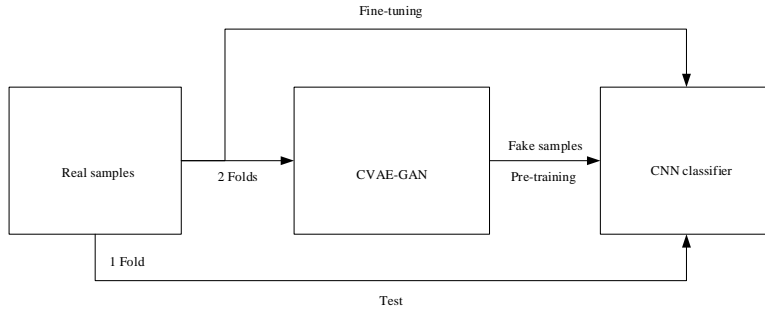 Fine-tuning
Real samples
2 Folds
CVAE-GAN
Fake samples
Pre-training
CNN classifier
1 Fold
Test